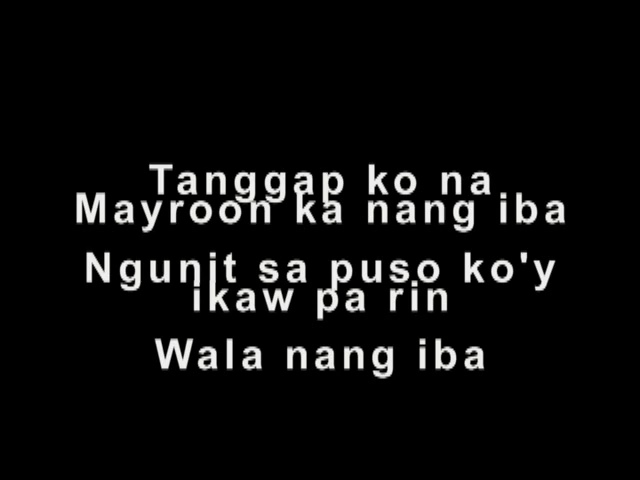 Tanggap ko na
Mayroon ka nang iba
Ngunit sa puso ko'y
ikaw pa rin
Wala nang iba